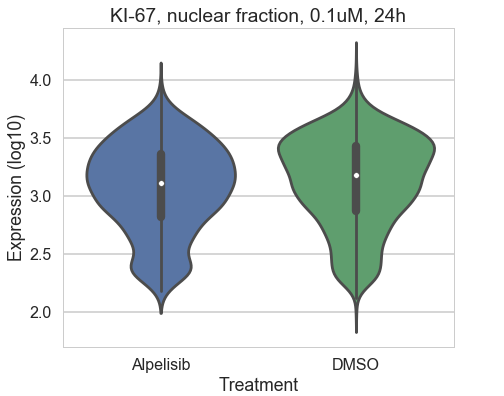 KI-67, nuclear fraction, 0.1uM, 24h
Expression (log10)
4.0
3.5
3.0
2.5
2.0
Alpelisib
DMSO
Treatment